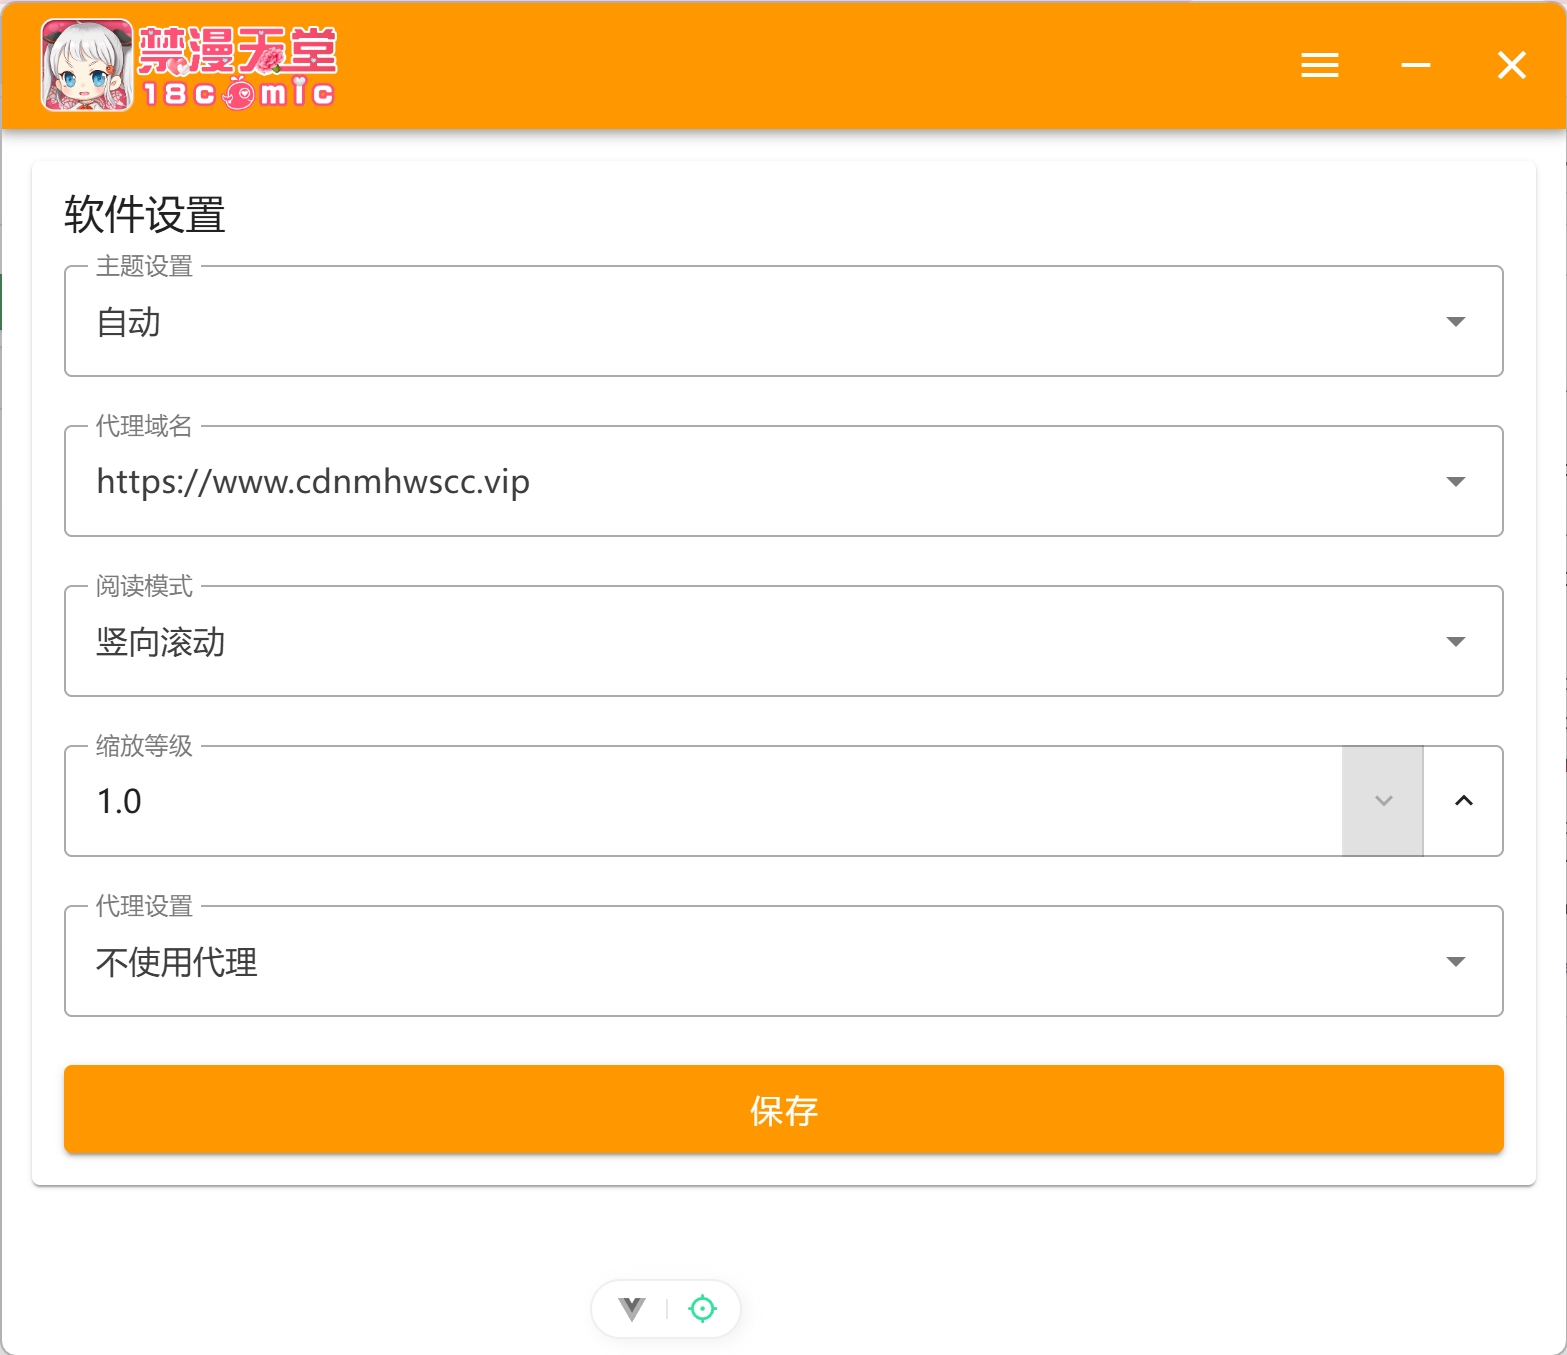 禁漫天堂
18comic
软件设置
主题设置
自动
代理域名
https://www.cdnmhwscc.vip
阅读模式
竖向滚动
缩放等级
1.0
代理设置
不使用代理
保存